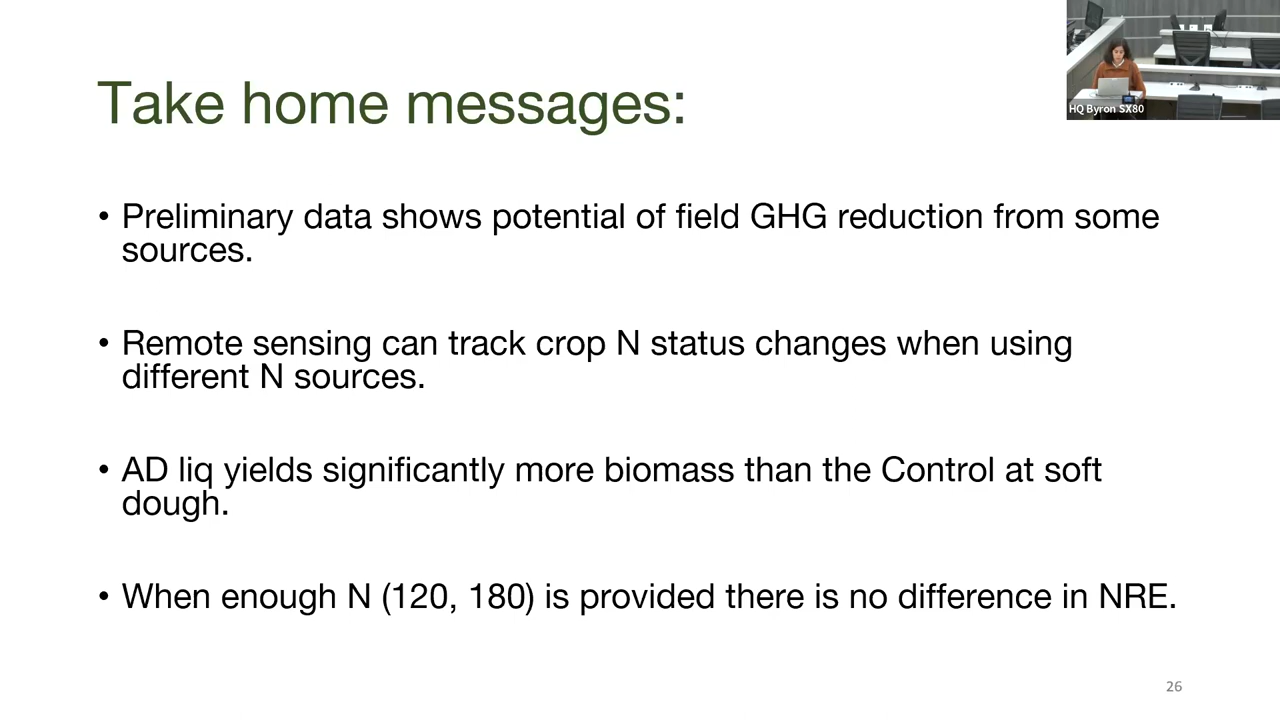 HQ Byron SX80
Take home messages:
• Preliminary data shows potential of field GHG reduction from some
sources.
• Remote sensing can track crop N status changes when using
different N sources.
• AD liq yields significantly more biomass than the Control at soft
dough.
• When enough N (120, 180) is provided there is no difference in NRE.
26